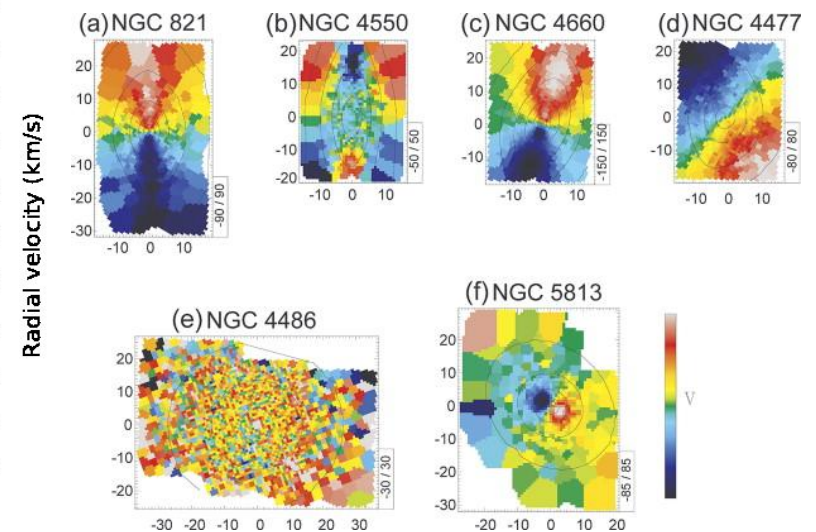 (a) NGC 821
(b) NGC 4550
(c) NGC 4660
(d) NGC 4477
Radial velocity (km/s)
20
10
0
-10
-20
-30
-10 0 10
-90 / 90
20
10
0
-10
-20
-10 0 10
-50 / 50
20
10
0
-10
-10 0 10
-150 / 150
20
10
0
-10
-10 0 10
-80 / 80
(e) NGC 4486
(f) NGC 5813
20
10
0
-10
-20
-30 -20 -10 0 10 20 30
-30 / 30
20
10
0
-10
-20
-30
-20 -10 0 10 20
-85 / 85
V